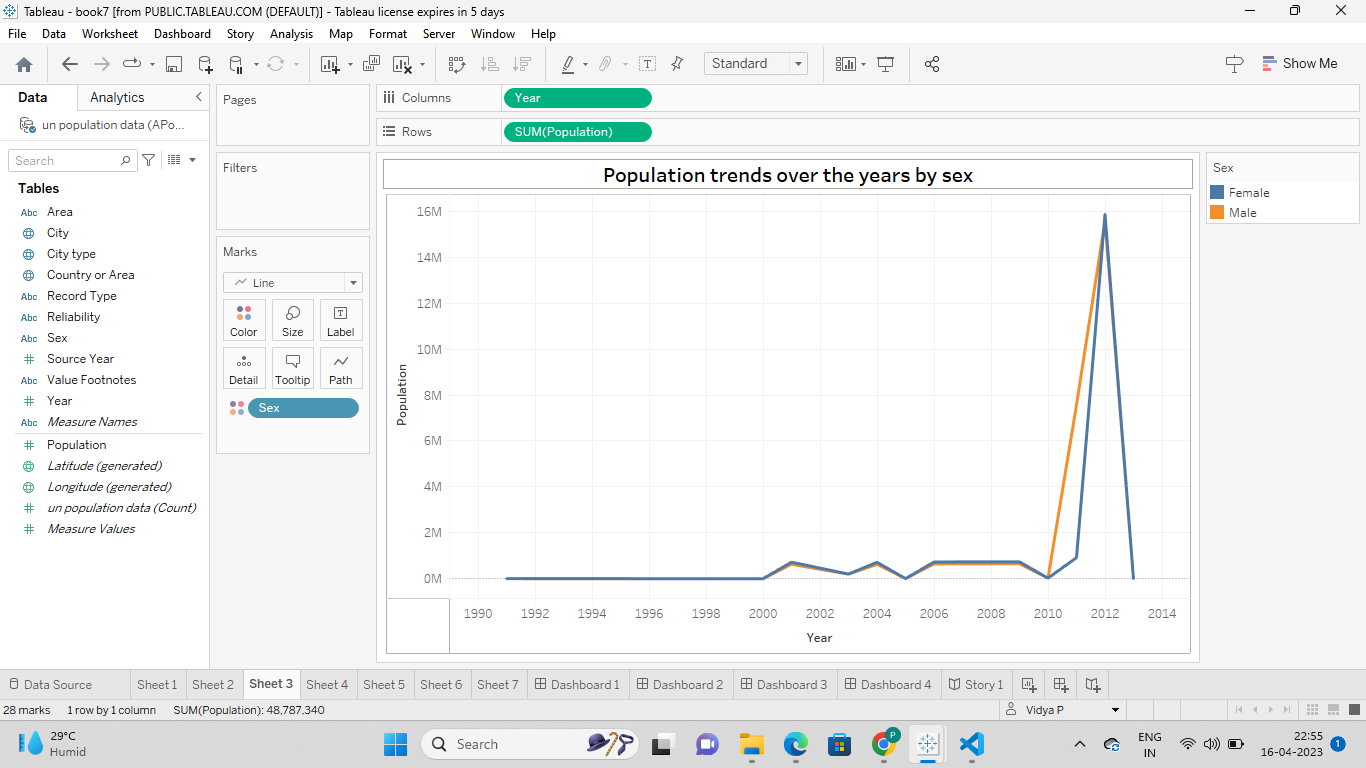 Tableau - book7 [from PUBLIC.TABLEAU.COM (DEFAULT)] - Tableau license expires in 5 days
File Data Worksheet Dashboard Story Analysis Map Format Server Window Help
Standard
Show Me
Data Analytics
un population data (APo...
Search
Tables
Abc Area
City
City type
Country or Area
Abc Record Type
Abc Reliability
Abc Sex
Source Year
Abc Value Footnotes
Year
Abc Measure Names
Population
Latitude (generated)
Longitude (generated)
un population data (Count)
Measure Values
Pages
Filters
Marks
Line
Color Size Label
Detail Tooltip Path
Sex
Columns Year
Rows SUM(Population)
Population trends over the years by sex
16M
14M
12M
10M
8M
6M
4M
2M
0M
Population
1990 1992 1994 1996 1998 2000 2002 2004 2006 2008 2010 2012 2014
Year
Sex
Female
Male
Data Source Sheet 1 Sheet 2 Sheet 3 Sheet 4 Sheet 5 Sheet 6 Sheet 7 Dashboard 1 Dashboard 2 Dashboard 3 Dashboard 4 Story 1
28 marks 1 row by 1 column SUM(Population): 48,787,340
Vidya P
29°C
Humid
Search
P
ENG
IN
22:55
16-04-2023
1